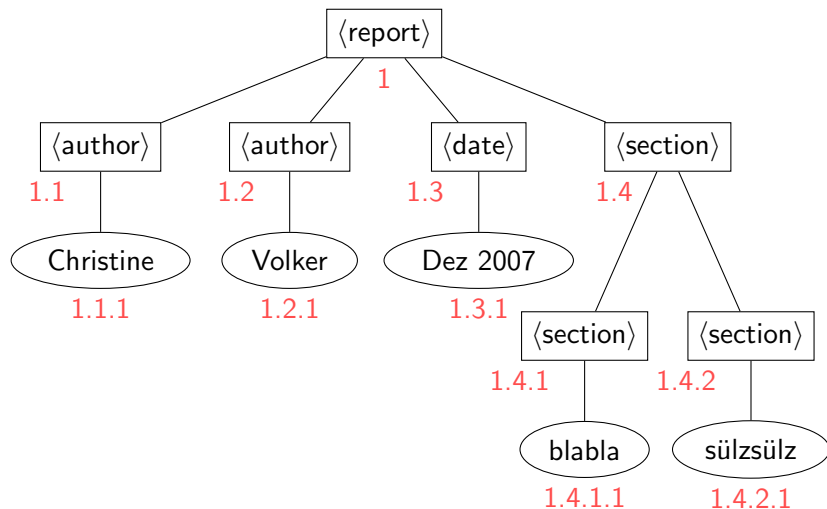 ⟨report⟩
1
⟨author⟩ ⟨author⟩ ⟨date⟩ ⟨section⟩
1.1 1.2 1.3 1.4
Christine Volker Dez 2007
1.1.1 1.2.1 1.3.1
⟨section⟩ ⟨section⟩
1.4.1 1.4.2
blabla sülzsülz
1.4.1.1 1.4.2.1